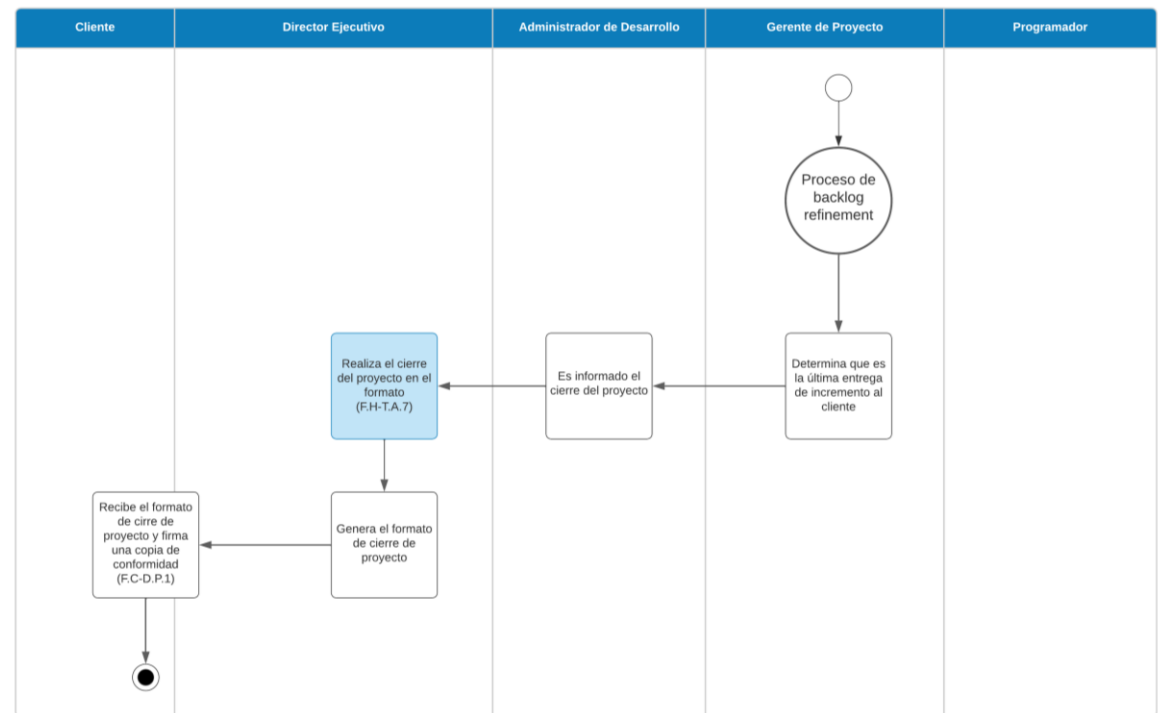 Cliente
Director Ejecutivo
Administrador de Desarrollo
Gerente de Proyecto
Programador
Proceso de
backlog
refinement
Realiza el cierre
del proyecto en el
formato
(F.H-T.A.7)
Es informado el
cierre del proyecto
Determina que es
la última entrega
de incremento al
cliente
Recibe el formato
de cirre de
proyecto y firma
una copia de
conformidad
(F.C-D.P.1)
Genera el formato
de cierre de
proyecto